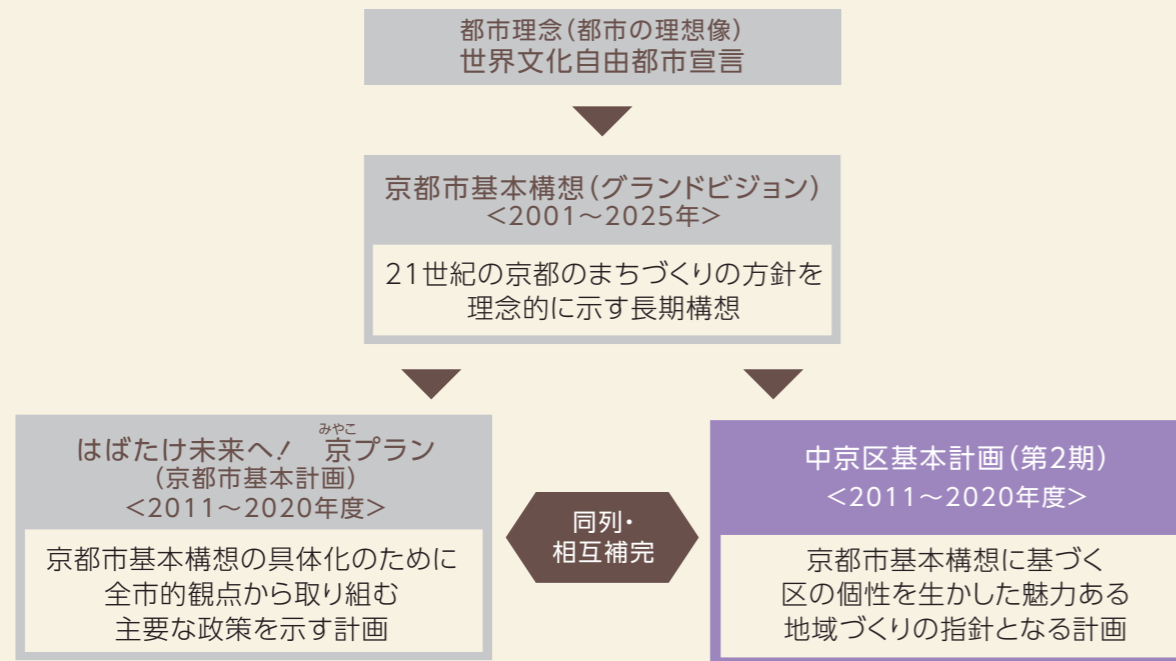 都市理念(都市の理想像)
世界文化自由都市宣言
京都市基本構想(グランドビジョン)
<2001〜2025年>
21世紀の京都のまちづくりの方針を
理念的に示す長期構想
みやこ
はばたけ未来へ! 京プラン
(京都市基本計画)
<2011〜2020年度>
京都市基本構想の具体化のために
全市的観点から取り組む
主要な政策を示す計画
同列・
相互補完
中京区基本計画(第2期)
<2011〜2020年度>
京都市基本構想に基づく
区の個性を生かした魅力ある
地域づくりの指針となる計画